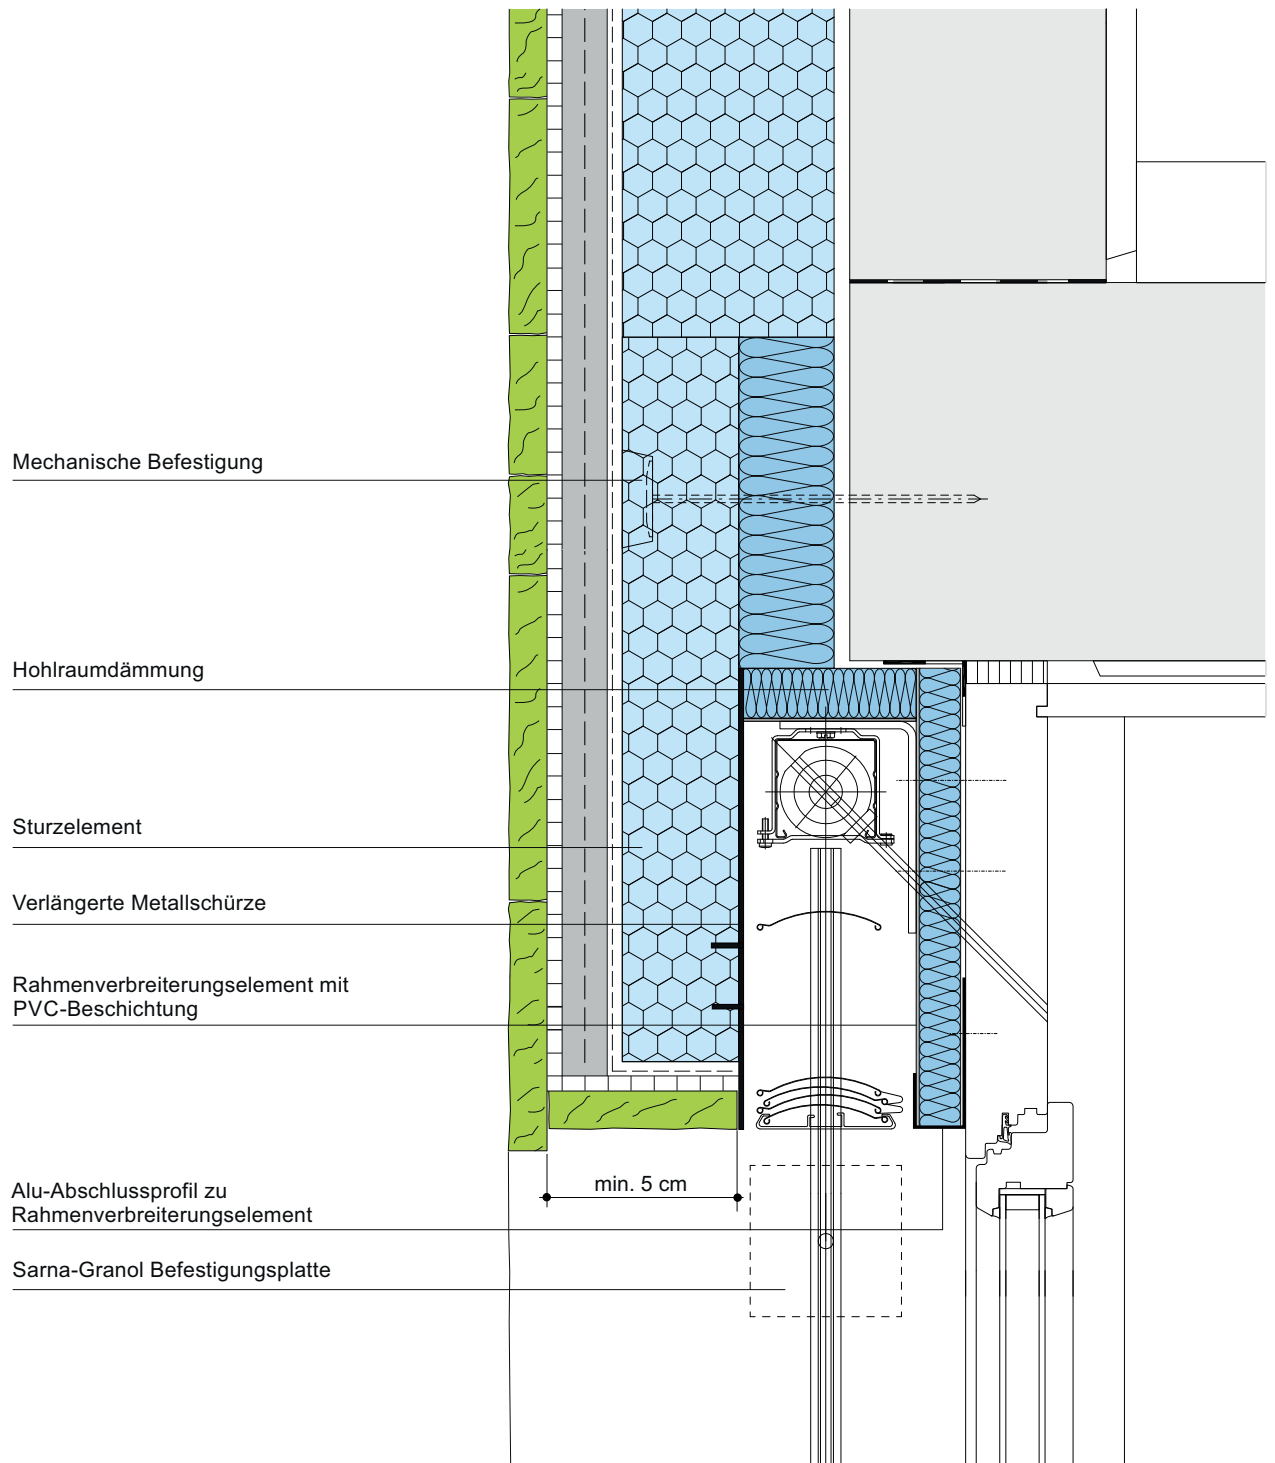 Mechanische Befestigung
Hohlraumdämmung
Sturzelement
Verlängerte Metallschürze
Rahmenverbreiterungselement mit
PVC-Beschichtung
min. 5 cm
Alu-Abschlussprofil zu
Rahmenverbreiterungselement
Sarna-Granol Befestigungsplatte